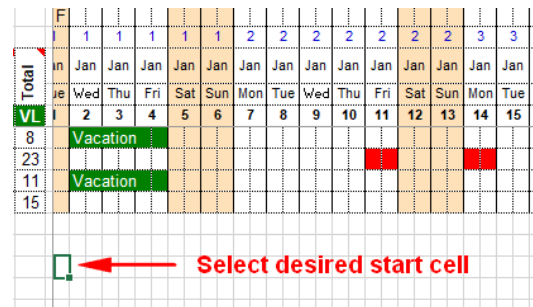 F
1 1 1 1 1 2 2 2 2 2 2 2 3 3
Total Jan Jan Jan Jan Jan Jan Jan Jan Jan Jan Jan Jan Jan Jan
Wed Thu Fri Sat Sun Mon Tue Wed Thu Fri Sat Sun Mon Tue
VL 2 3 4 5 6 7 8 9 10 11 12 13 14 15
8 Vacation
23
11 Vacation
15
Select desired start cell